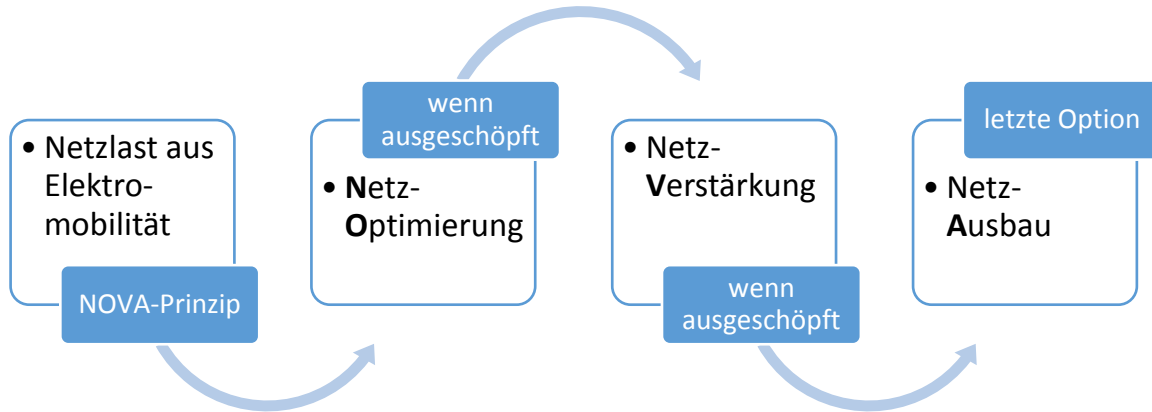 • Netzlast aus
Elektro-
mobilität
NOVA-Prinzip
wenn
ausgeschöpft
• Netz-
Optimierung
• Netz-
Verstärkung
wenn
ausgeschöpft
letzte Option
• Netz-
Ausbau